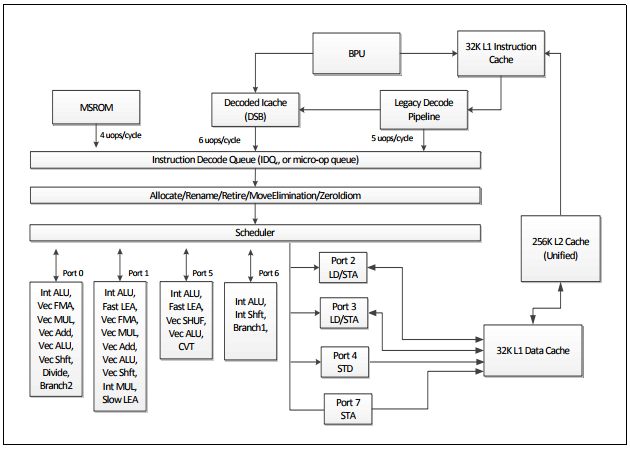 BPU
32K L1 Instruction
Cache
MSROM
Decoded Icache
(DSB)
Legacy Decode
Pipeline
4 uops/cycle
6 uops/cycle
5 uops/cycle
Instruction Decode Queue (IDQ,, or micro-op queue)
Allocate/Rename/Retire/MoveElimination/ZeroIdiom
Scheduler
256K L2 Cache
(Unified)
Port 0
Int ALU,
Vec FMA,
Vec MUL,
Vec Add,
Vec ALU,
Vec Shft,
Divide,
Branch2
Port 1
Int ALU,
Fast LEA,
Vec FMA,
Vec MUL,
Vec Add,
Vec ALU,
Vec Shft,
Int MUL,
Slow LEA
Port 5
Int ALU,
Fast LEA,
Vec SHUF,
Vec ALU,
CVT
Port 6
Int ALU,
Int Shft,
Branch1,
Port 2
LD/STA
Port 3
LD/STA
Port 4
STD
Port 7
STA
32K L1 Data Cache